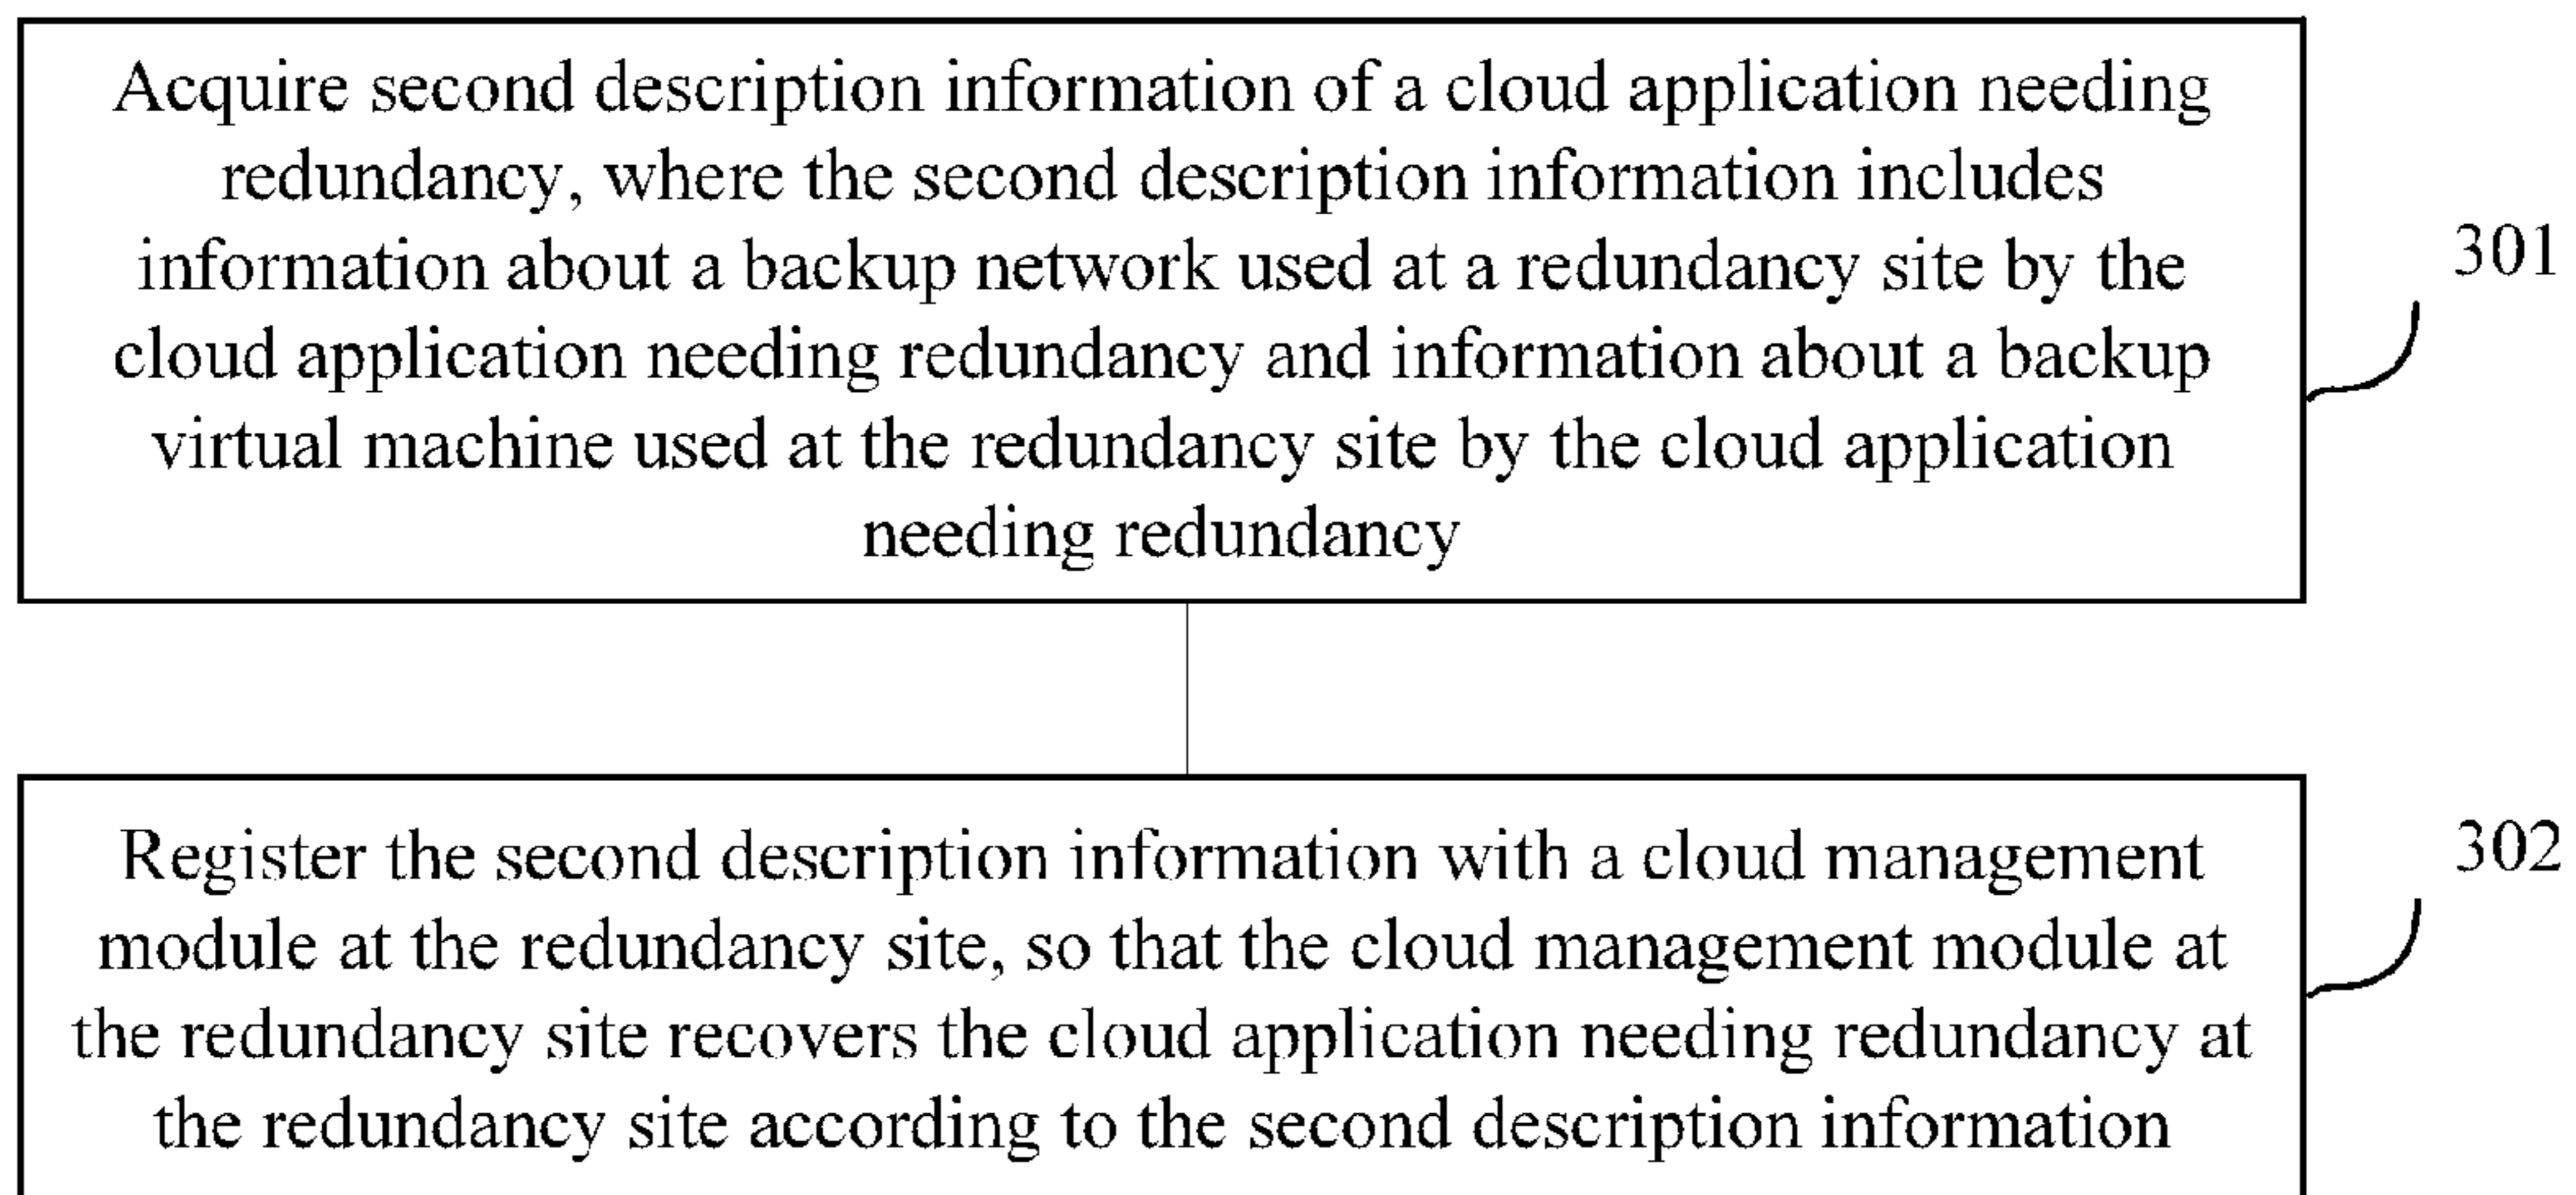 Acquire second description information of a cloud application needing
redundancy, where the second description information includes
information about a backup network used at a redundancy site by the
cloud application needing redundancy and information about a backup
virtual machine used at the redundancy site by the cloud application
needing redundancy
301
Register the second description information with a cloud management
module at the redundancy site, so that the cloud management module at
the redundancy site recovers the cloud application needing redundancy at
the redundancy site according to the second description information
302